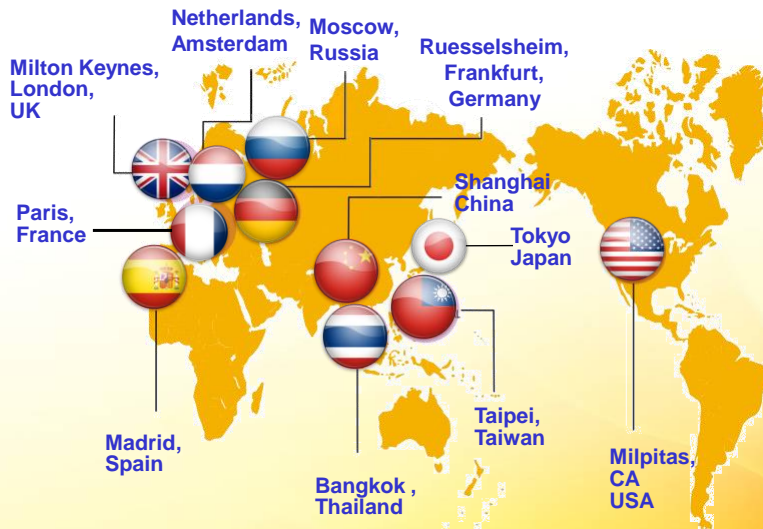 Netherlands,
Amsterdam
Moscow,
Russia
Ruesselsheim,
Frankfurt,
Germany
Milton Keynes,
London,
UK
Shanghai
China
Paris,
France
Tokyo
Japan
Madrid,
Spain
Bangkok ,
Thailand
Taipei,
Taiwan
Milpitas,
CA
USA